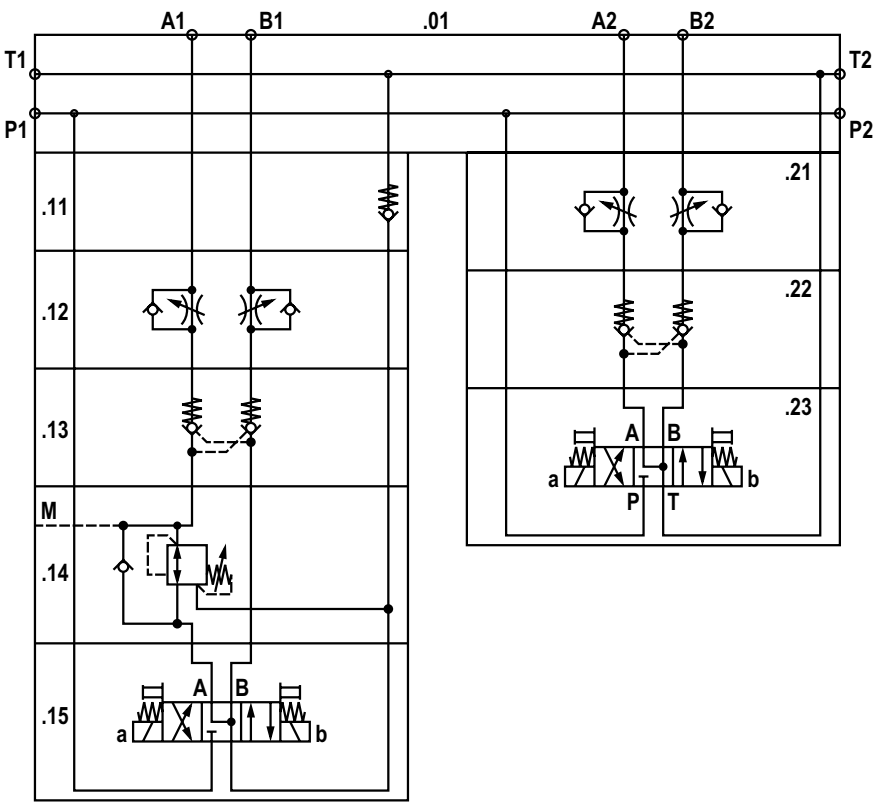 A1 B1 .01 A2 B2
T1 T2
P1 P2
.11
.12
.13
M
.14
A B
.15
a b
.21
.22
.23
A B
a b
P T